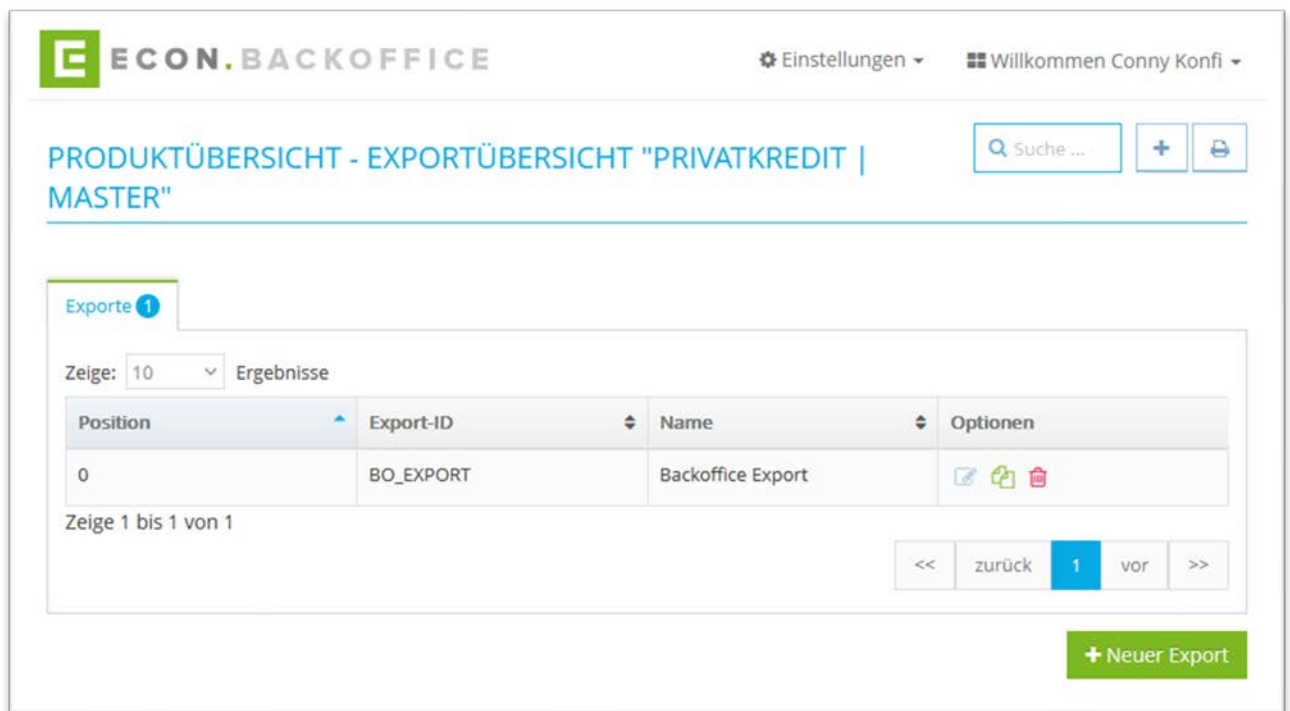 ECON.BACKOFFICE
Einstellungen
Willkommen Conny Konfi
PRODUKTÜBERSICHT - EXPORTÜBERSICHT "PRIVATKREDIT |
MASTER"
Suche ...
Exporte 1
Zeige: 10 Ergebnisse
Position Export-ID Name Optionen
0 BO_EXPORT Backoffice Export
Zeige 1 bis 1 von 1
<< zurück 1 vor >>
+ Neuer Export